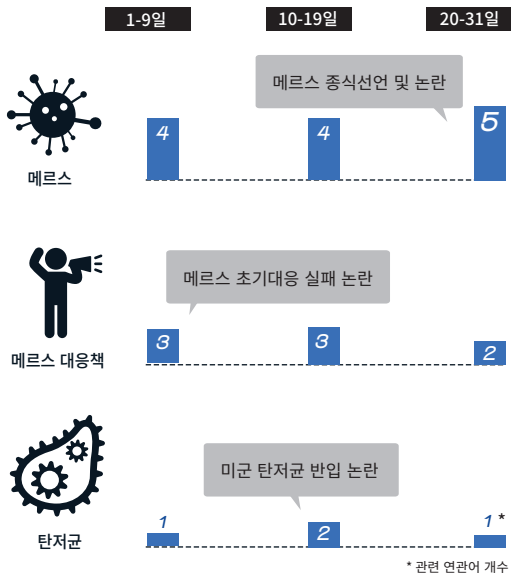 1-9일
10-19일
20-31일
메르스 종식선언 및 논란
4
4
5
메르스
메르스 초기대응 실패 논란
3
3
2
메르스 대응책
미군 탄저균 반입 논란
1
2
1 *
탄저균
* 관련 연관어 개수